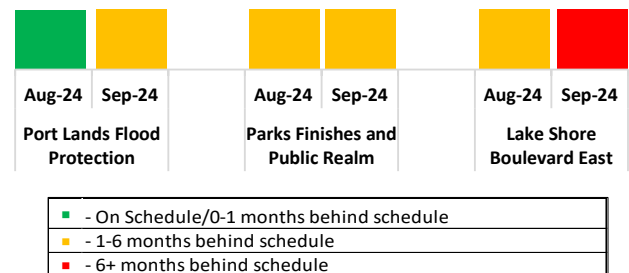 Aug-24 Sep-24 Aug-24 Sep-24 Aug-24 Sep-24
Port Lands Flood Parks Finishes and Lake Shore
Protection Public Realm Boulevard East
- On Schedule/0-1 months behind schedule
- 1-6 months behind schedule
- 6+ months behind schedule